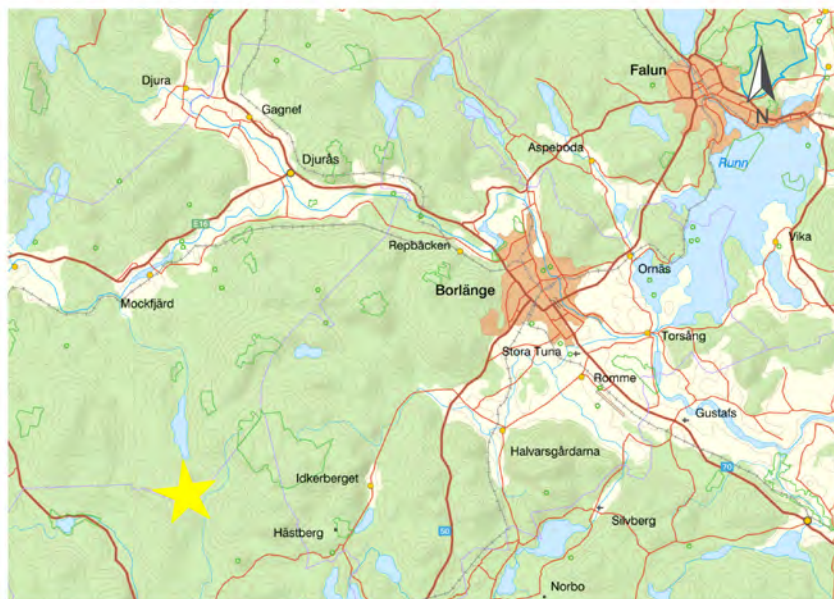 Falun
Djura
Gagnef
N
Aspeboda
Djurås
Runn
E16
Vika
Repbäcken
Ornäs
Borlänge
Mockfjärd
Torsång
Stora Tuna
Romme
Gustafs
Halvarsgårdarna
70
Idkerberget
Silvberg
Hästberg
50
Norbo